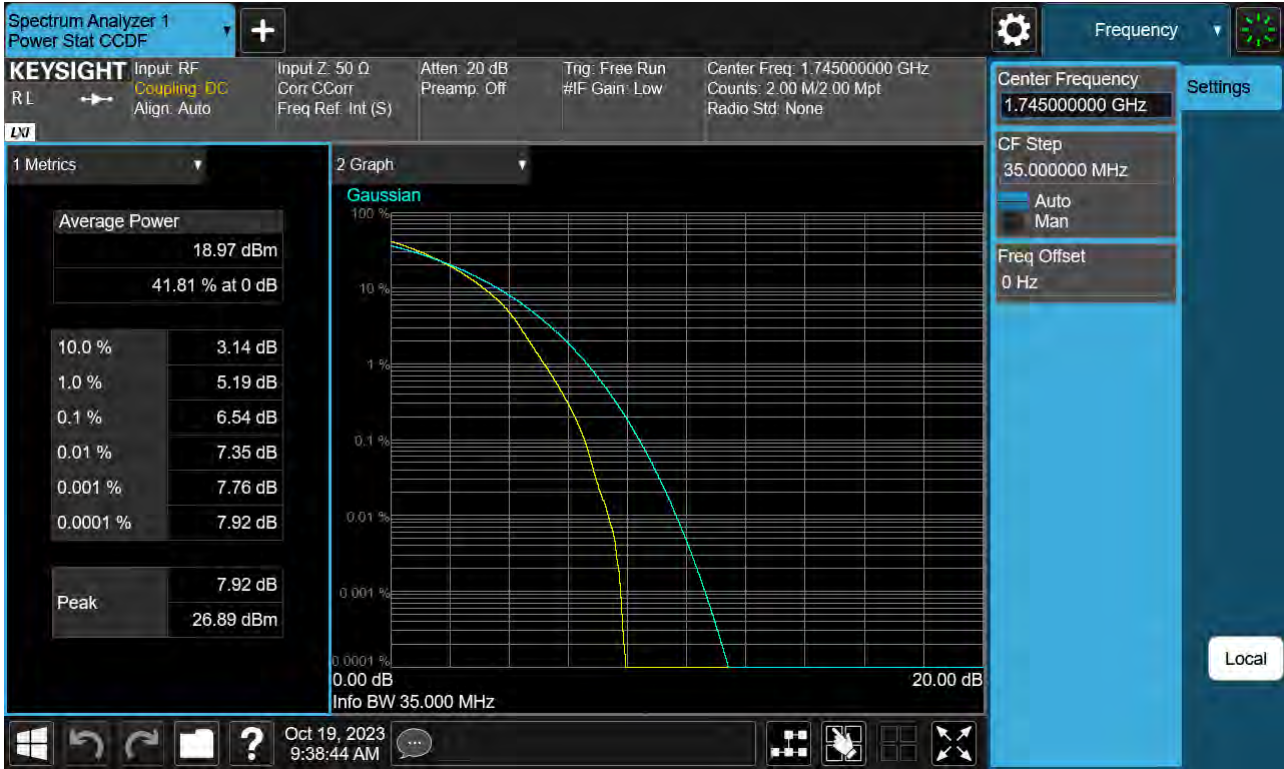 Spectrum Analyzer 1
Power Stat CCDF
Frequency
KEYSIGHT
R L
LXI
Input: RF
Coupling: DC
Align: Auto
Input Z: 50 Ω
Corr CCorr
Freq Ref: Int (S)
Atten: 20 dB
Preamp: Off
Trig: Free Run
#IF Gain: Low
Center Freq: 1.745000000 GHz
Counts: 2.00 M/2.00 Mpt
Radio Std: None
Center Frequency
1.745000000 GHz
Settings
CF Step
35.000000 MHz
Auto
Man
Freq Offset
0 Hz
1 Metrics
Average Power
18.97 dBm
41.81 % at 0 dB
10.0 % 3.14 dB
1.0 % 5.19 dB
0.1 % 6.54 dB
0.01 % 7.35 dB
0.001 % 7.76 dB
0.0001 % 7.92 dB
Peak
7.92 dB
26.89 dBm
2 Graph
Gaussian
100 %
10 %
1 %
0.1 %
0.01 %
0.001 %
0.0001 %
0.00 dB 20.00 dB
Info BW 35.000 MHz
Local
?
Oct 19, 2023
9:38:44 AM